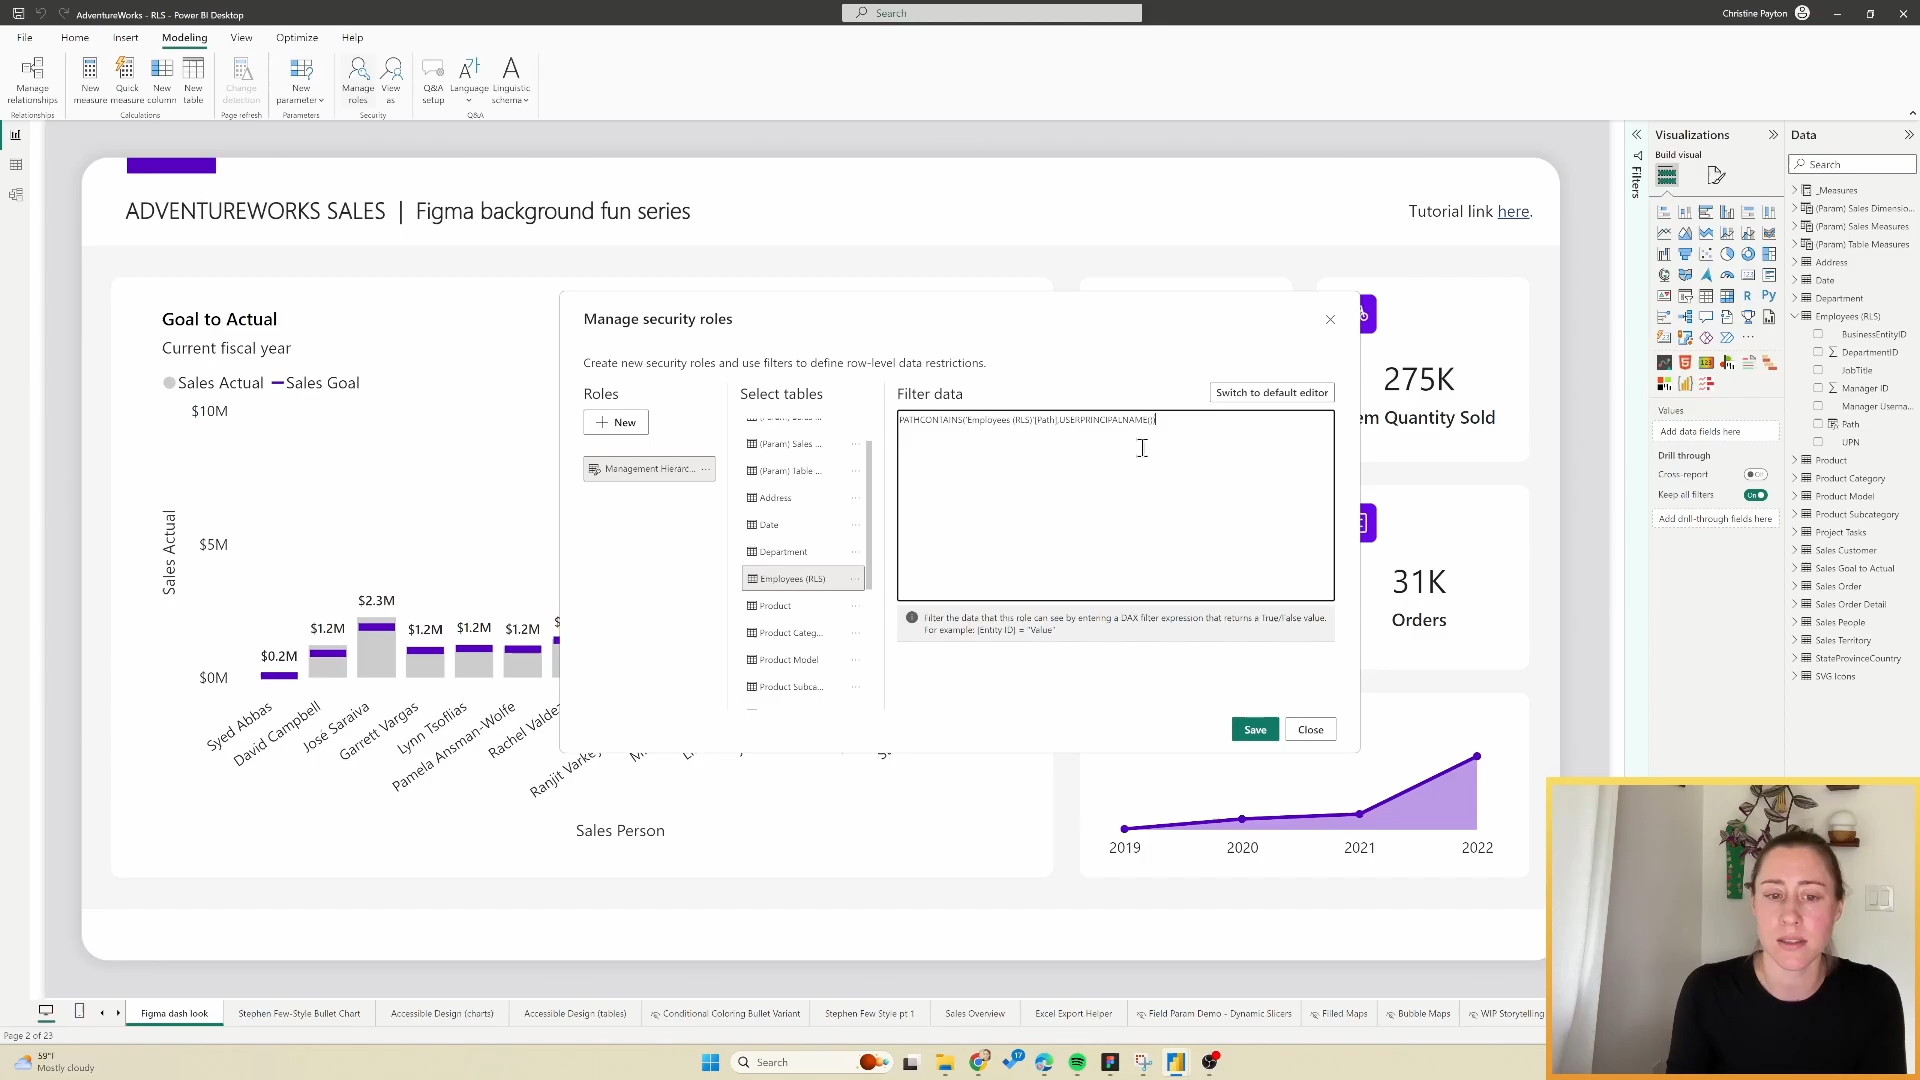 AdventureWorks - RLS - Power BI Desktop
Search
Christine Payton
File
Home
Insert
Modeling
View
Optimize
Help
Manage
relationships
New
measure
Quick
measure
New
column
New
table
Change
detection
New
parameter
Manage
roles
View
as
Q&A
setup
Language
Linguistic
schema
Relationships
Calculations
Page refresh
Parameters
Security
Q&A
ADVENTUREWORKS SALES | Figma background fun series
Tutorial link here.
Goal to Actual
Current fiscal year
Sales Actual
Sales Goal
$10M
$5M
$0M
Sales Actual
$0.2M
$1.2M
$2.3M
$1.2M
$1.2M
$1.2M
Syed Abbas
David Campbell
José Saraiva
Garrett Vargas
Lynn Tsoflias
Pamela Ansman-Wolfe
Rachel Valdez
Ranjit Varkey
Sales Person
Manage security roles
Create new security roles and use filters to define row-level data restrictions.
Roles
New
Management Hierarc...
Select tables
(Param) Sales ...
(Param) Table ...
Address
Date
Department
Employees (RLS)
Product
Product Categ...
Product Model
Product Subca...
Filter data
Switch to default editor
PATHCONTAINS('Employees (RLS)'[Path],USERPRINCIPALNAME())
Filter the data that this role can see by entering a DAX filter expression that returns a True/False value.
For example: [Entity ID] = "Value"
Save
Close
275K
em Quantity Sold
31K
Orders
2019
2020
2021
2022
Filters
Visualizations
Build visual
Values
Add data fields here
Drill through
Cross-report
Off
Keep all filters
On
Add drill-through fields here
Data
Search
_Measures
(Param) Sales Dimensio...
(Param) Sales Measures
(Param) Table Measures
Address
Date
Department
Employees (RLS)
BusinessEntityID
DepartmentID
JobTitle
Manager ID
Manager Userna...
Path
UPN
Product
Product Category
Product Model
Product Subcategory
Project Tasks
Sales Customer
Sales Goal to Actual
Sales Order
Sales Order Detail
Sales People
Sales Territory
StateProvinceCountry
SVG Icons
Figma dash look
Stephen Few-Style Bullet Chart
Accessible Design (charts)
Accessible Design (tables)
Conditional Coloring Bullet Variant
Stephen Few Style pt 1
Sales Overview
Excel Export Helper
Field Param Demo - Dynamic Slicers
Filled Maps
Bubble Maps
WIP Storytelling
Page 2 of 23
59°F
Mostly cloudy
Search
17